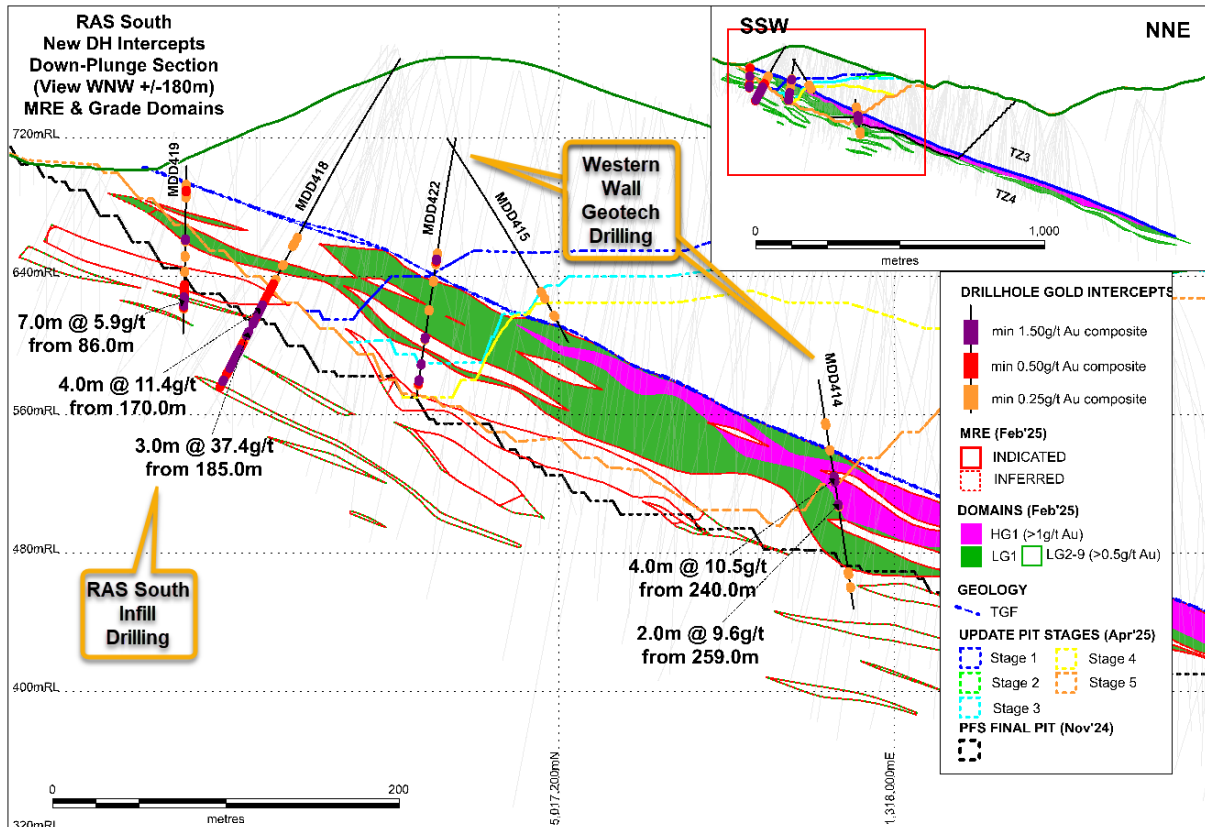 RAS South
New DH Intercepts
Down-Plunge Section
(View WNW +/-180m)
MRE & Grade Domains
SSW
NNE
TZ3
TZ4
0
1,000
metres
720mRL
640mRL
560mRL
480mRL
400mRL
320mRL
MDD419
MDD418
MDD422
MDD415
MDD414
Western
Wall
Geotech
Drilling
7.0m @ 5.9g/t
from 86.0m
4.0m @ 11.4g/t
from 170.0m
3.0m @ 37.4g/t
from 185.0m
RAS South
Infill
Drilling
4.0m @ 10.5g/t
from 240.0m
2.0m @ 9.6g/t
from 259.0m
0
200
metres
5,017.200mN
1,318.000mE
DRILLHOLE GOLD INTERCEPTS
min 1.50g/t Au composite
min 0.50g/t Au composite
min 0.25g/t Au composite
MRE (Feb'25)
INDICATED
INFERRED
DOMAINS (Feb'25)
HG1 (>1g/t Au)
LG1 LG2-9 (>0.5g/t Au)
GEOLOGY
TGF
UPDATE PIT STAGES (Apr'25)
Stage 1 Stage 4
Stage 2 Stage 5
Stage 3
PFS FINAL PIT (Nov'24)